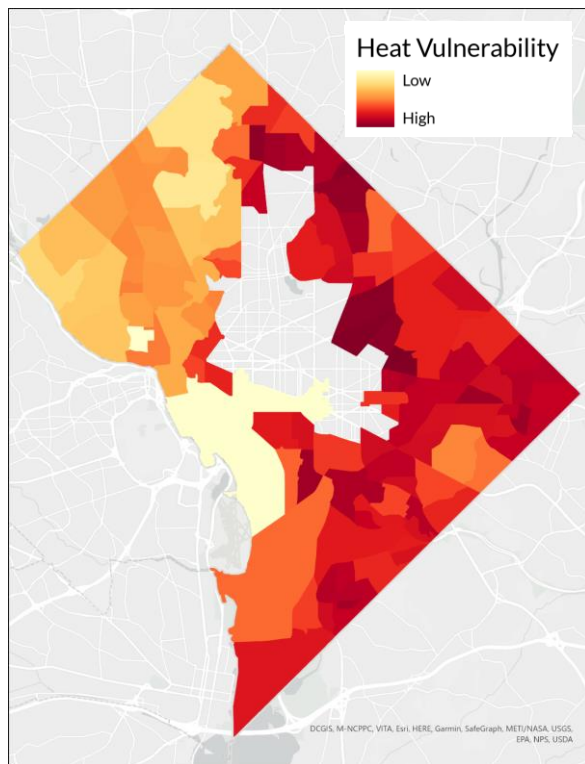 Heat Vulnerability
Low
High
DCGIS, M-NCPPC, VITA, Esri, HERE, Garmin, SafeGraph, METI/NASA, USGS,
EPA, NPS, USDA